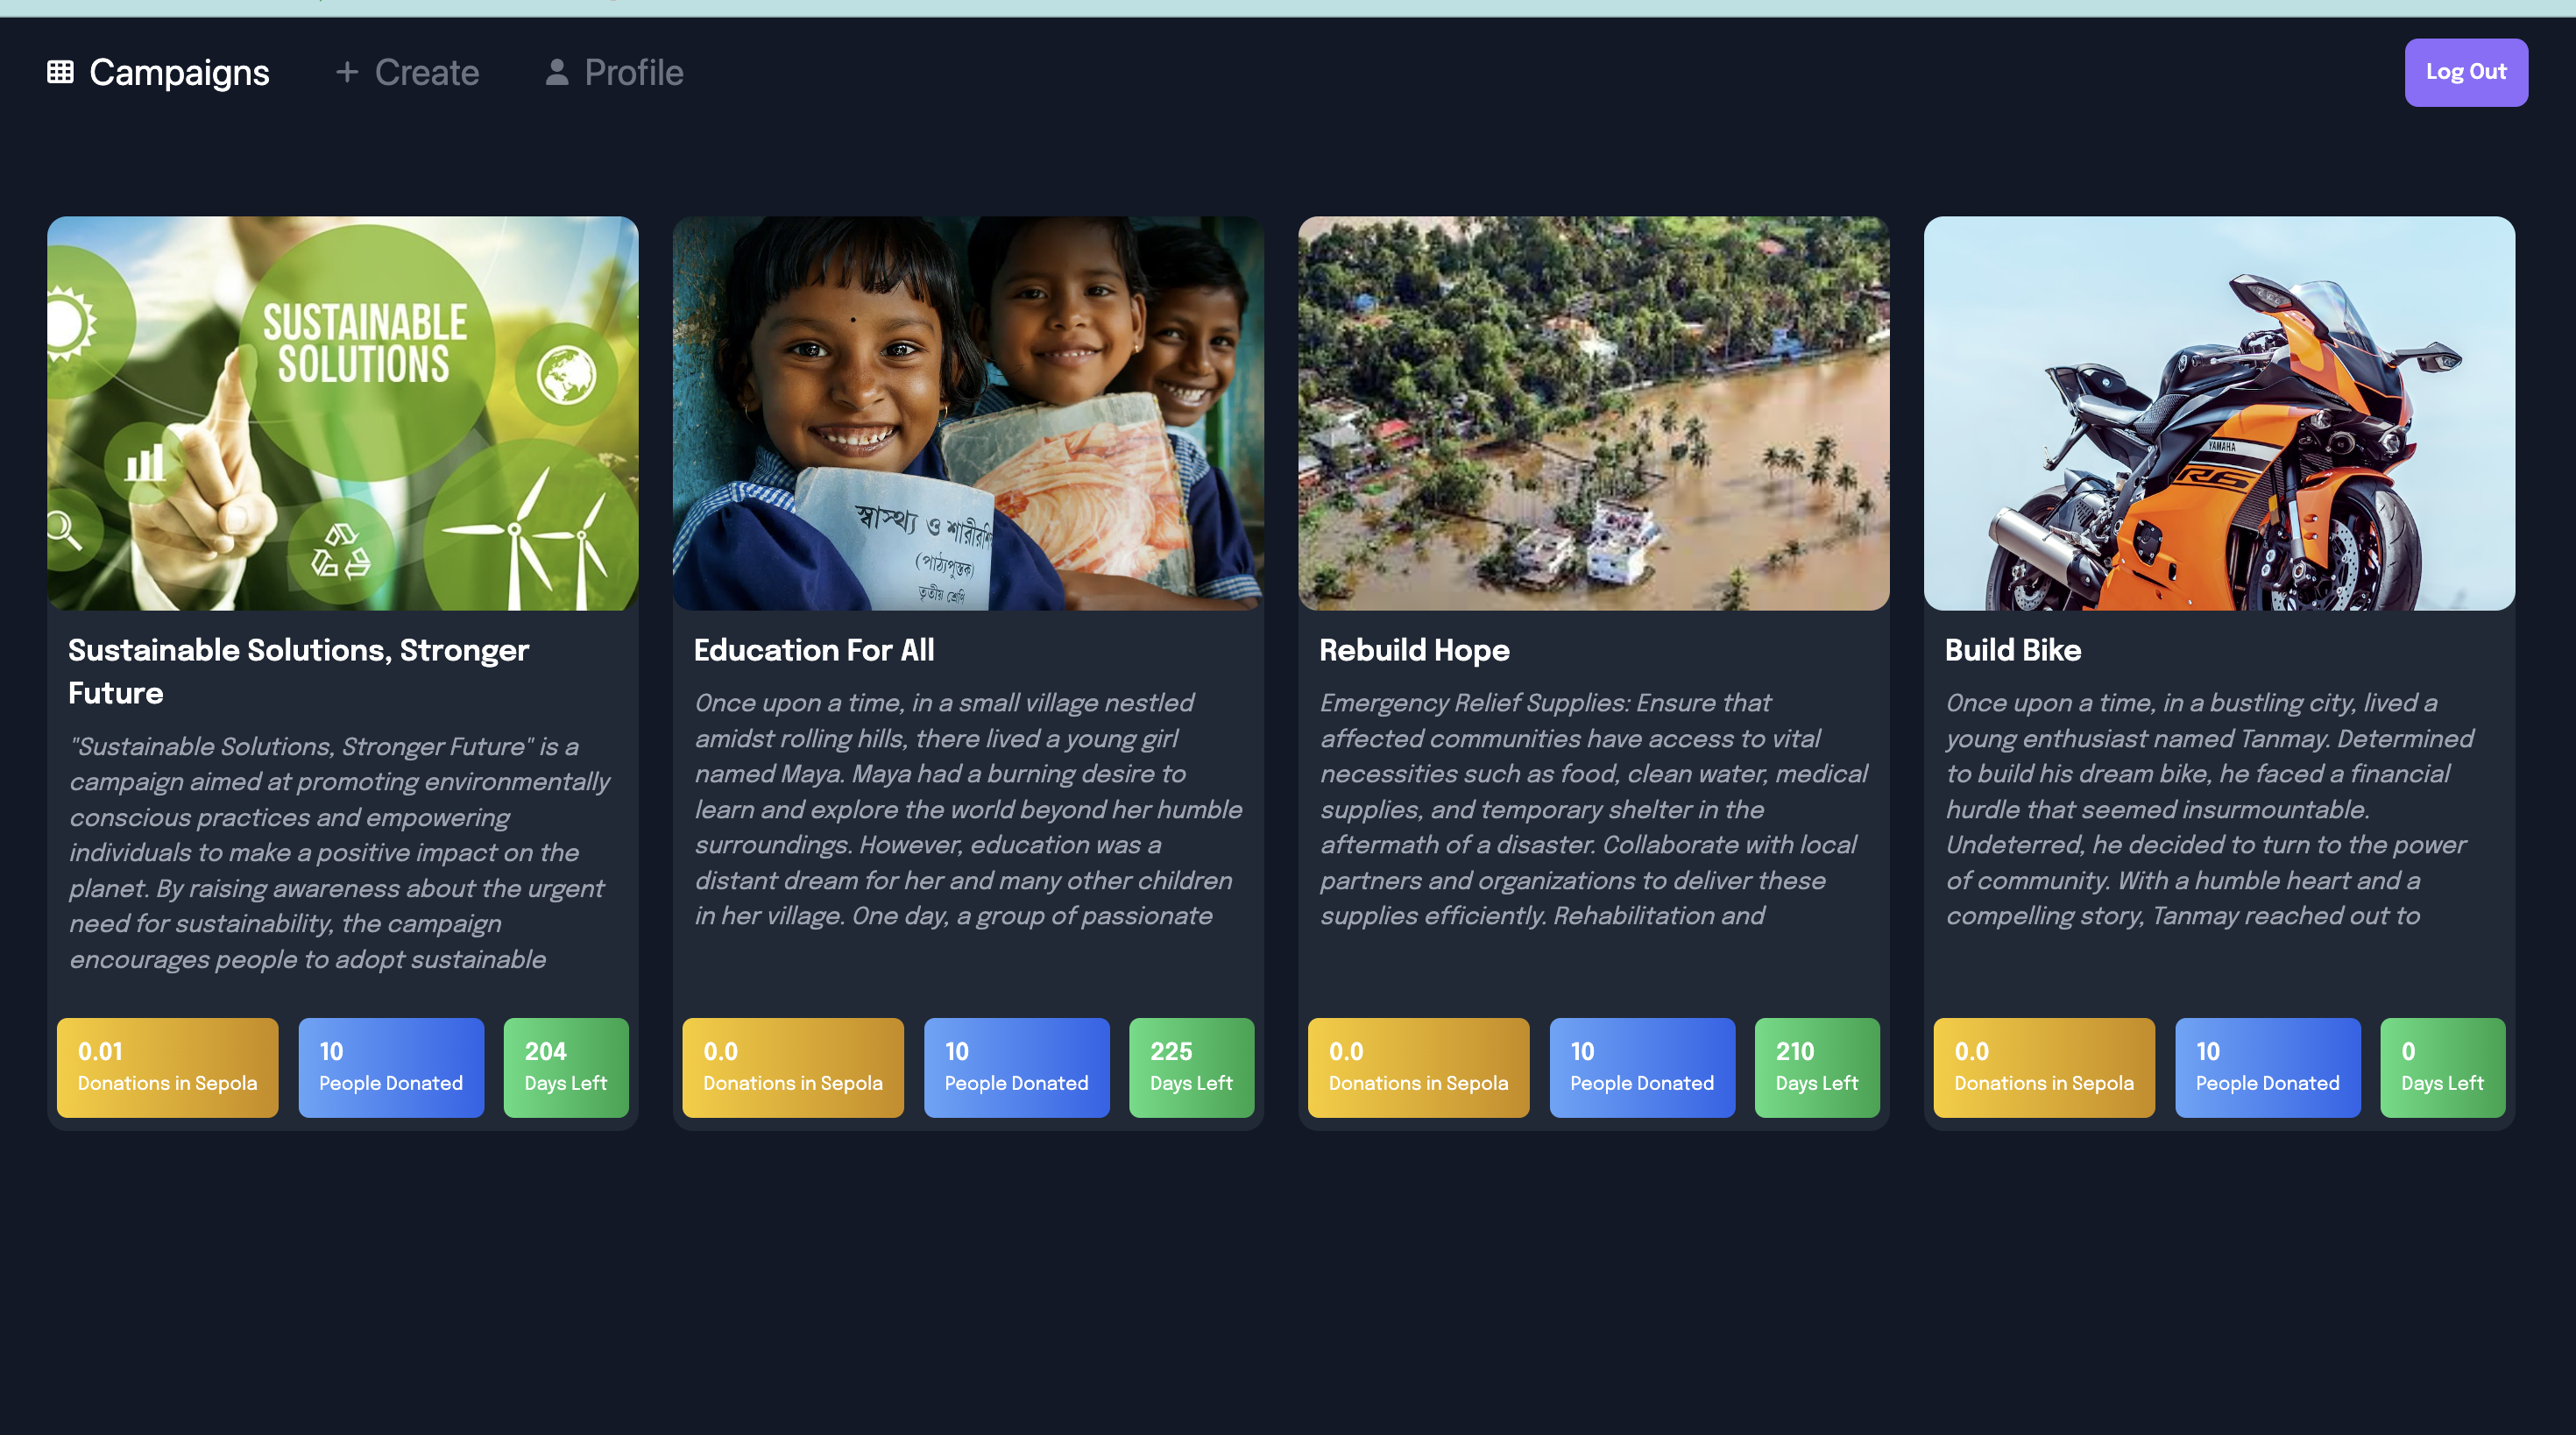 Campaigns
Create
Profile
Log Out
SUSTAINABLE
SOLUTIONS
Sustainable Solutions, Stronger
Future
"Sustainable Solutions, Stronger Future" is a
campaign aimed at promoting environmentally
conscious practices and empowering
individuals to make a positive impact on the
planet. By raising awareness about the urgent
need for sustainability, the campaign
encourages people to adopt sustainable
0.01
Donations in Sepola
10
People Donated
204
Days Left
স্বাস্থ্য ও
(পাঠ্যপুস্তক)
তৃতীয় শ্রেণি
Education For All
Once upon a time, in a small village nestled
amidst rolling hills, there lived a young girl
named Maya. Maya had a burning desire to
learn and explore the world beyond her humble
surroundings. However, education was a
distant dream for her and many other children
in her village. One day, a group of passionate
0.0
Donations in Sepola
10
People Donated
225
Days Left
Rebuild Hope
Emergency Relief Supplies: Ensure that
affected communities have access to vital
necessities such as food, clean water, medical
supplies, and temporary shelter in the
aftermath of a disaster. Collaborate with local
partners and organizations to deliver these
supplies efficiently. Rehabilitation and
0.0
Donations in Sepola
10
People Donated
210
Days Left
YAMAHA
R6
Build Bike
Once upon a time, in a bustling city, lived a
young enthusiast named Tanmay. Determined
to build his dream bike, he faced a financial
hurdle that seemed insurmountable.
Undeterred, he decided to turn to the power
of community. With a humble heart and a
compelling story, Tanmay reached out to
0.0
Donations in Sepola
10
People Donated
0
Days Left